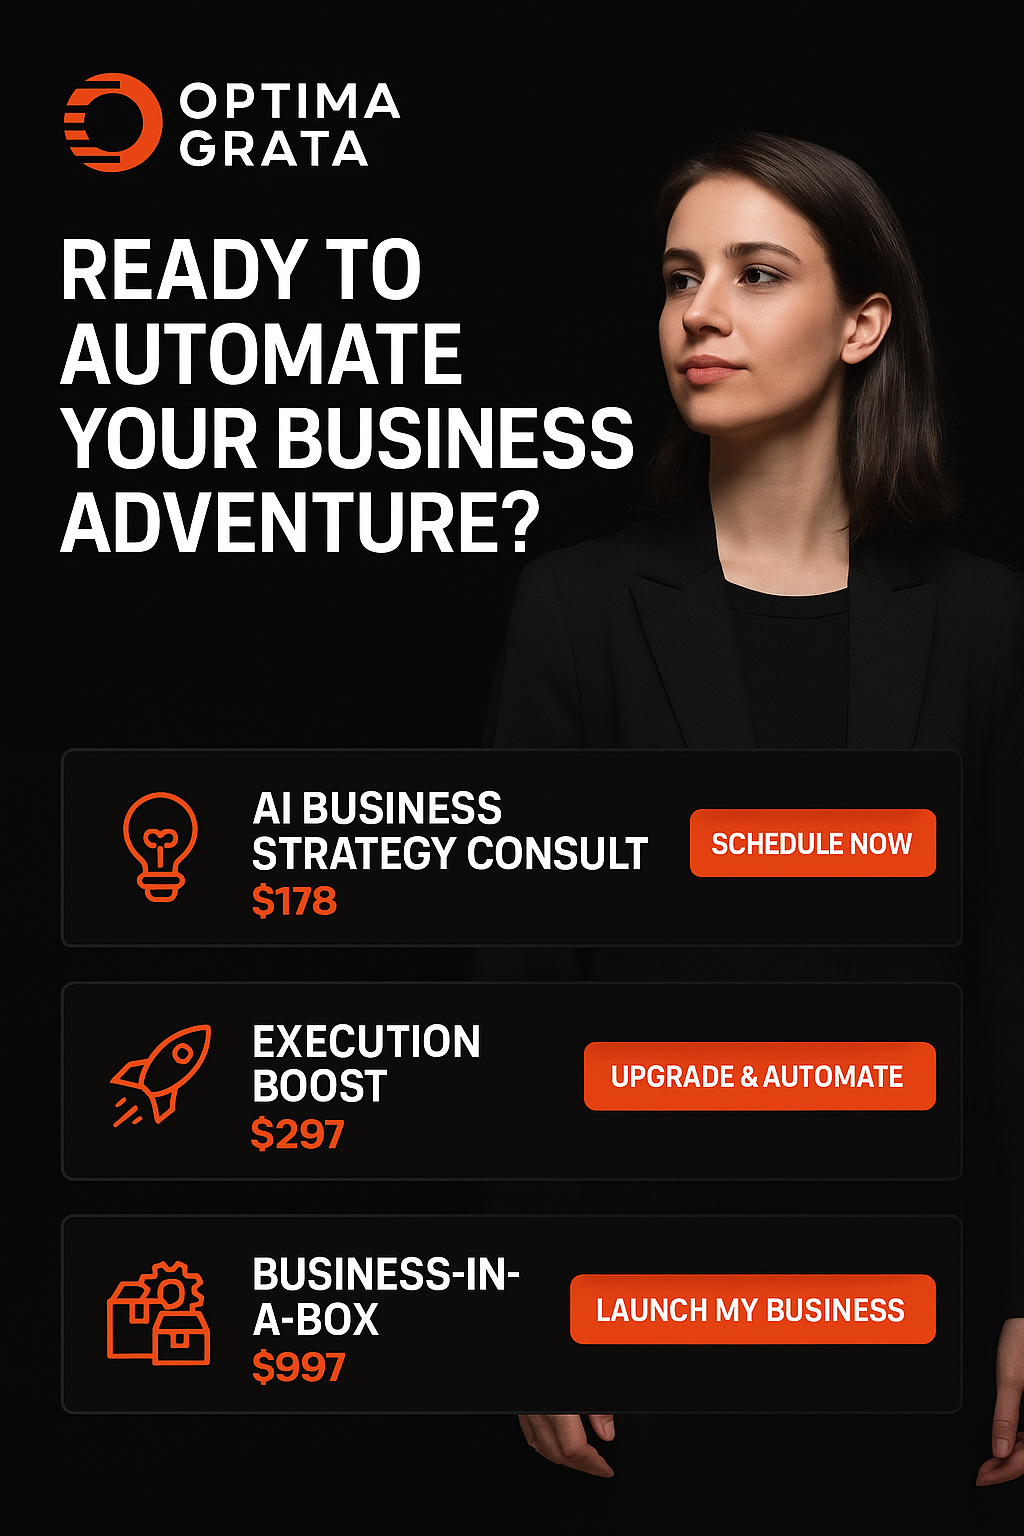 OPTIMA
GRATA
READY TO
AUTOMATE
YOUR BUSINESS
ADVENTURE?
AI BUSINESS
STRATEGY CONSULT
$178
SCHEDULE NOW
EXECUTION
BOOST
$297
UPGRADE & AUTOMATE
BUSINESS-IN-
A-BOX
$997
LAUNCH MY BUSINESS